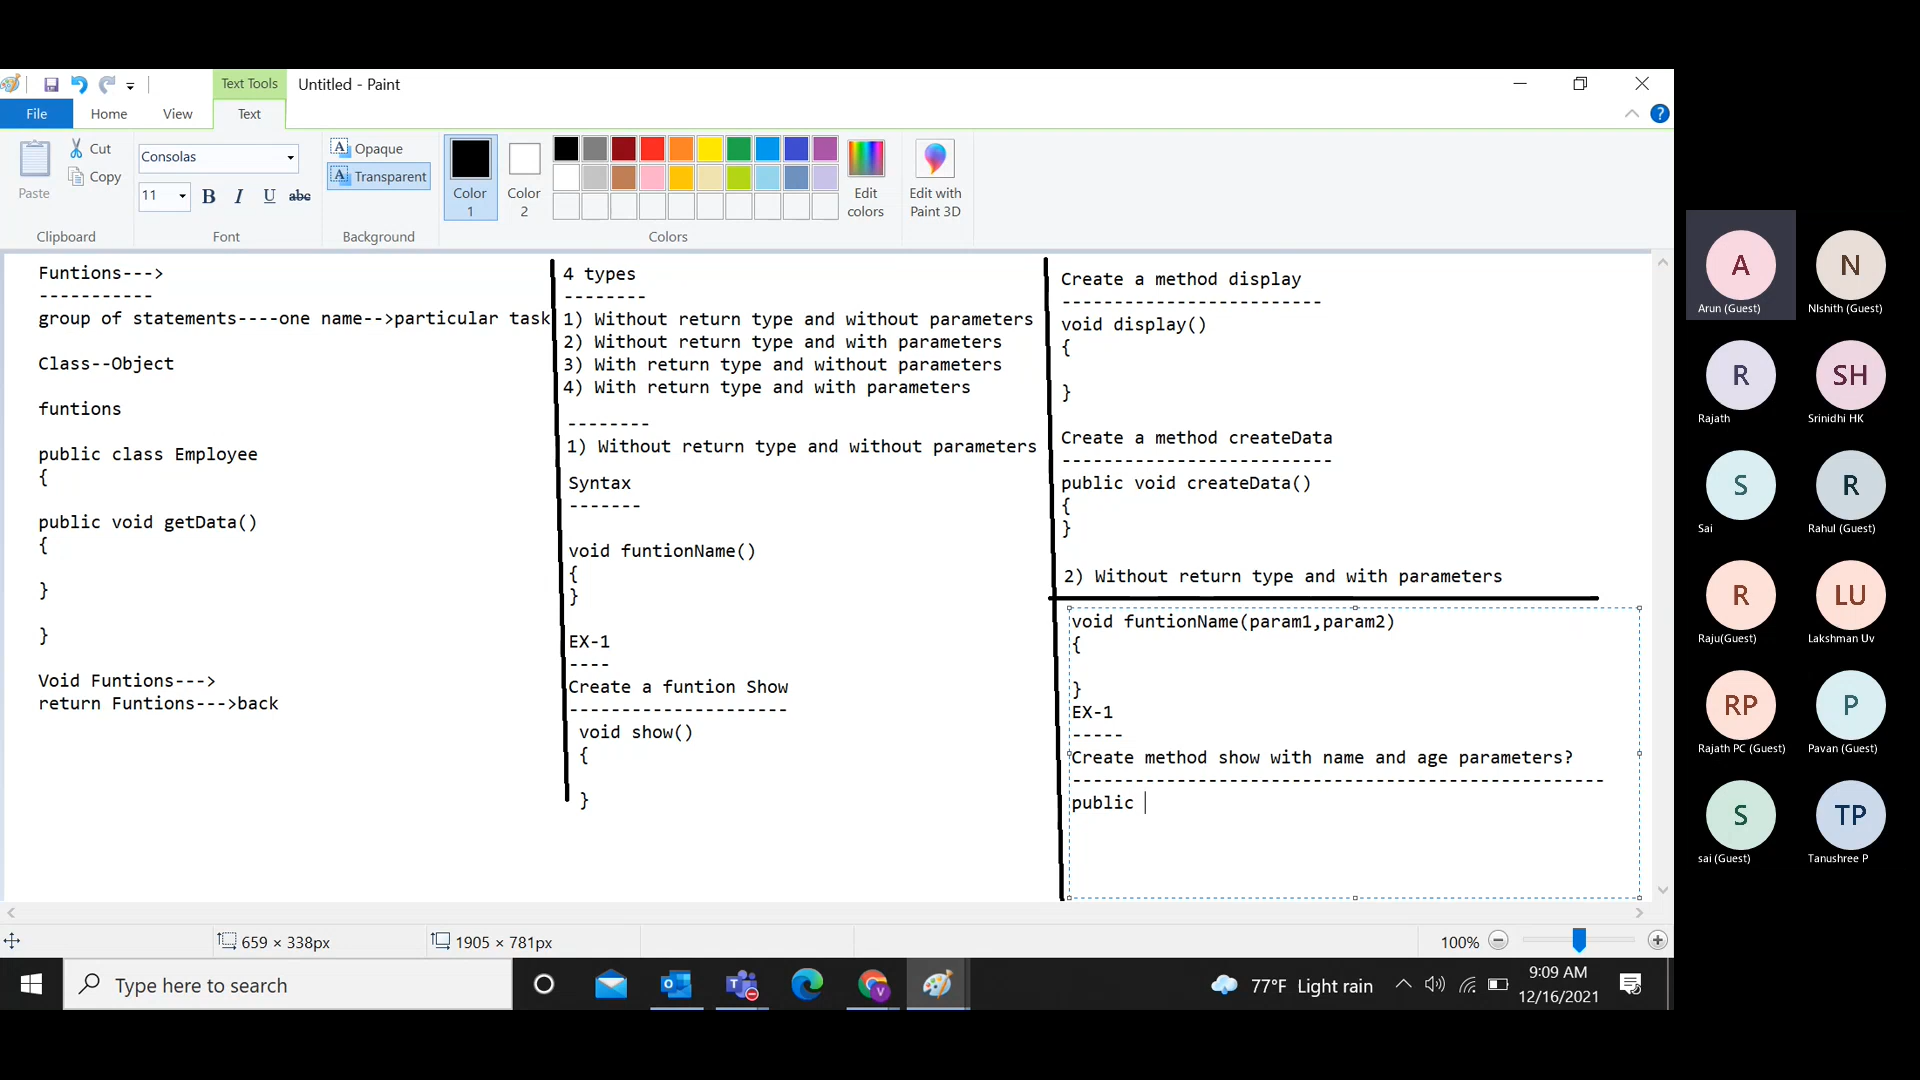 Text Tools
Untitled - Paint
File
Home
View
Text
Paste
Cut
Copy
Clipboard
Consolas
11
B I U abc
Font
Opaque
Transparent
Background
Color 1
Color 2
Edit colors
Colors
Edit with Paint 3D
Funtions--->
-----------
group of statements----one name-->particular task
Class--Object
funtions
public class Employee
{
public void getData()
{
}
}
Void Funtions--->
return Funtions--->back
4 types
--------
1) Without return type and without parameters
2) Without return type and with parameters
3) With return type and without parameters
4) With return type and with parameters
--------
1) Without return type and without parameters
Syntax
-------
void funtionName()
{
}
EX-1
----
Create a funtion Show
---------------------
void show()
{
}
Create a method display
-------------------------
void display()
{
}
Create a method createData
--------------------------
public void createData()
{
}
2) Without return type and with parameters
void funtionName(param1,param2)
{
}
EX-1
-----
Create method show with name and age parameters?
---------------------------------------------------
public
659 × 338px
1905 × 781px
100%
Type here to search
77°F Light rain
9:09 AM
12/16/2021
A
Arun (Guest)
N
NIshith (Guest)
R
Rajath
SH
Srinidhi HK
S
Sai
R
Rahul (Guest)
R
Raju(Guest)
LU
Lakshman Uv
RP
Rajath PC (Guest)
P
Pavan (Guest)
S
sai (Guest)
TP
Tanushree P